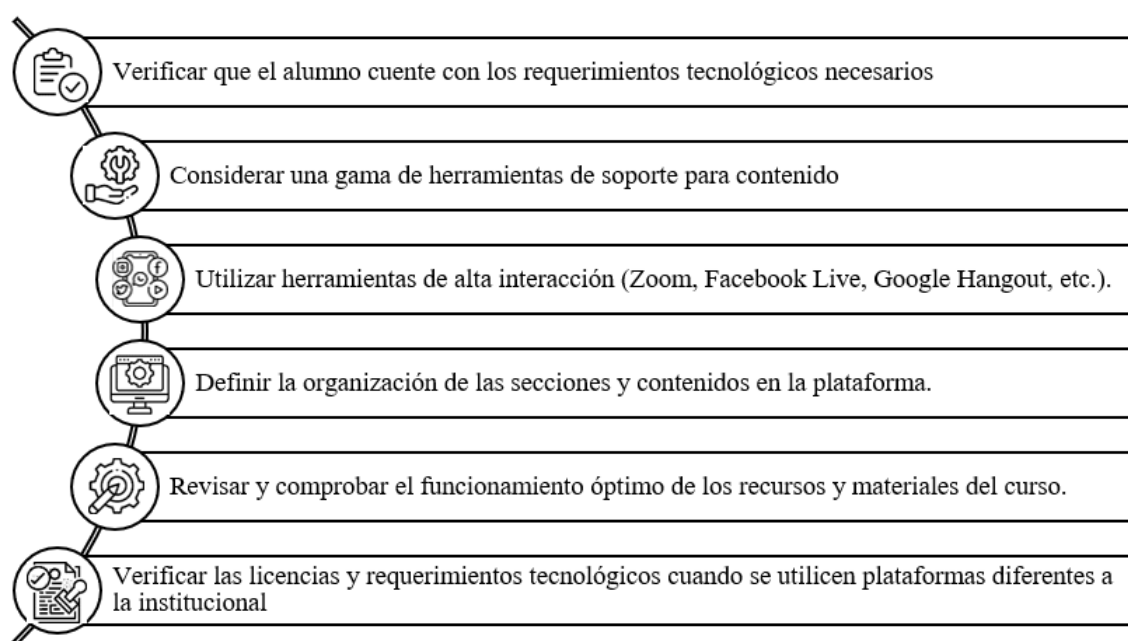 Verificar que el alumno cuente con los requerimientos tecnológicos necesarios
Considerar una gama de herramientas de soporte para contenido
Utilizar herramientas de alta interacción (Zoom, Facebook Live, Google Hangout, etc.).
Definir la organización de las secciones y contenidos en la plataforma.
Revisar y comprobar el funcionamiento óptimo de los recursos y materiales del curso.
Verificar las licencias y requerimientos tecnológicos cuando se utilicen plataformas diferentes a
la institucional